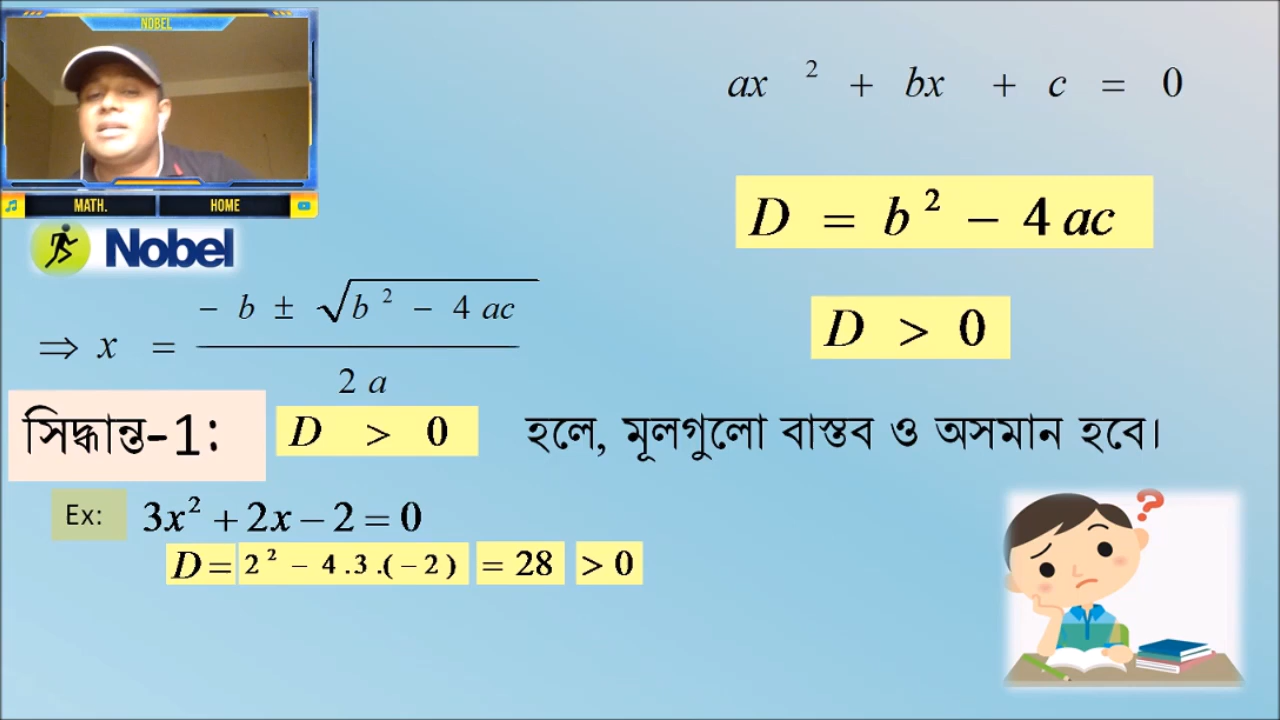 NOBEL
MATH. HOME
Nobel
ax² + bx + c = 0
D = b² − 4ac
D > 0
⇒ x = (− b ± √(b² − 4ac)) / 2a
সিদ্ধান্ত-1: D > 0 হলে, মূলগুলো বাস্তব ও অসমান হবে।
Ex: 3x² + 2x − 2 = 0
D = 2² − 4.3.(−2) = 28 > 0
?